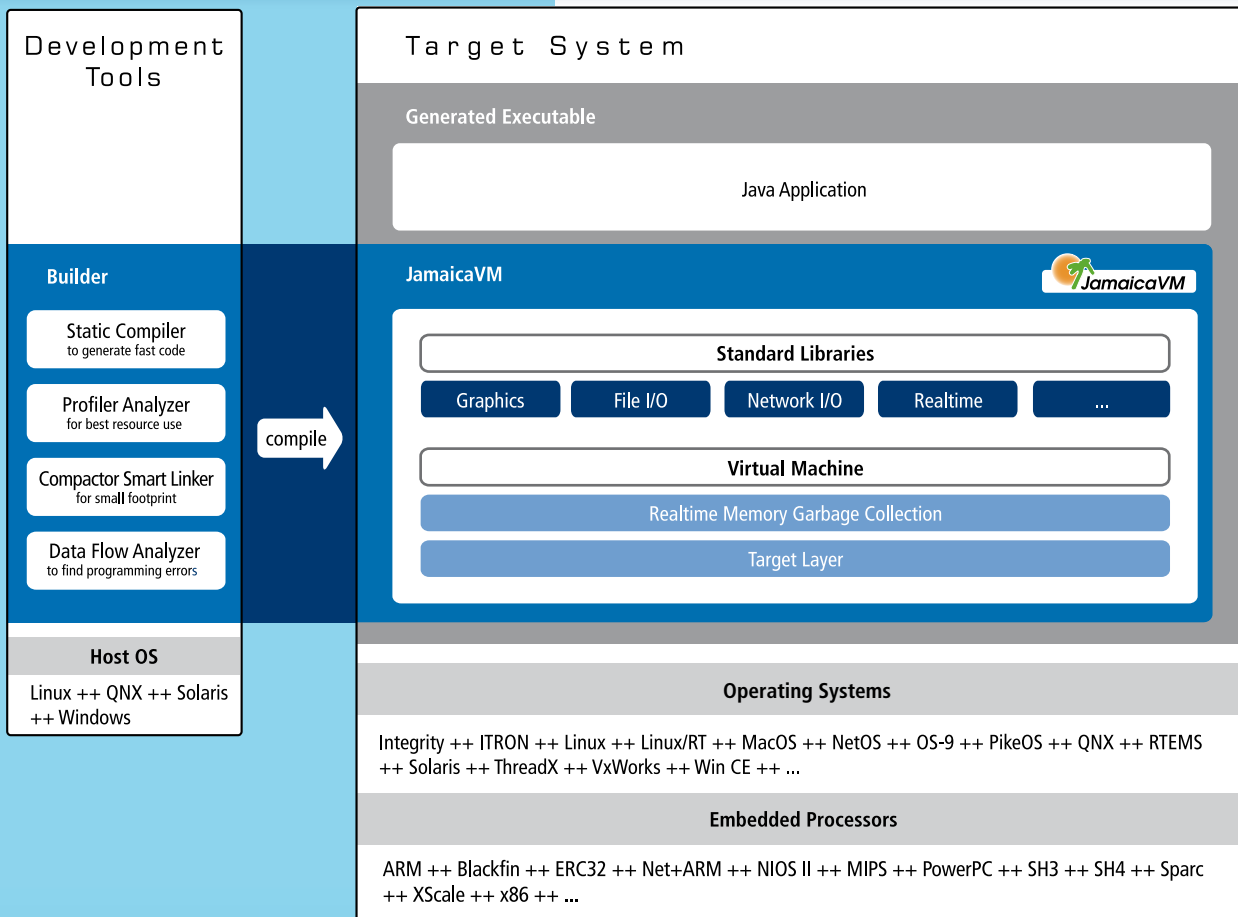 Development
Tools
Builder
Static Compiler
to generate fast code
Profiler Analyzer
for best resource use
Compactor Smart Linker
for small footprint
Data Flow Analyzer
to find programming errors
Host OS
Linux ++ QNX ++ Solaris
++ Windows
compile
Target System
Generated Executable
Java Application
JamaicaVM
JamaicaVM
Standard Libraries
Graphics
File I/O
Network I/O
Realtime
...
Virtual Machine
Realtime Memory Garbage Collection
Target Layer
Operating Systems
Integrity ++ ITRON ++ Linux ++ Linux/RT ++ MacOS ++ NetOS ++ OS-9 ++ PikeOS ++ QNX ++ RTEMS
++ Solaris ++ ThreadX ++ VxWorks ++ Win CE ++ ...
Embedded Processors
ARM ++ Blackfin ++ ERC32 ++ Net+ARM ++ NIOS II ++ MIPS ++ PowerPC ++ SH3 ++ SH4 ++ Sparc
++ XScale ++ x86 ++ ...